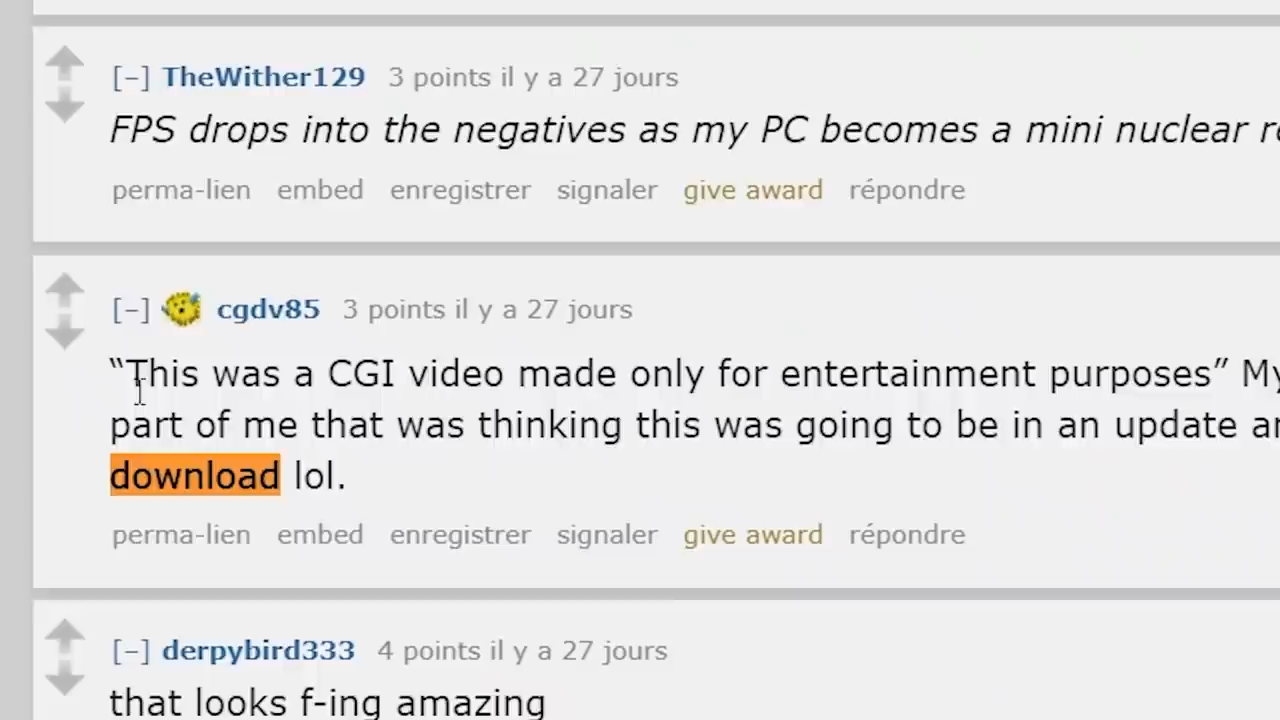 [–] TheWither129 3 points il y a 27 jours
FPS drops into the negatives as my PC becomes a mini nuclear
perma-lien embed enregistrer signaler give award répondre
[–] cgdv85 3 points il y a 27 jours
“This was a CGI video made only for entertainment purposes” My
part of me that was thinking this was going to be in an update
download lol.
perma-lien embed enregistrer signaler give award répondre
[–] derpybird333 4 points il y a 27 jours
that looks f-ing amazing